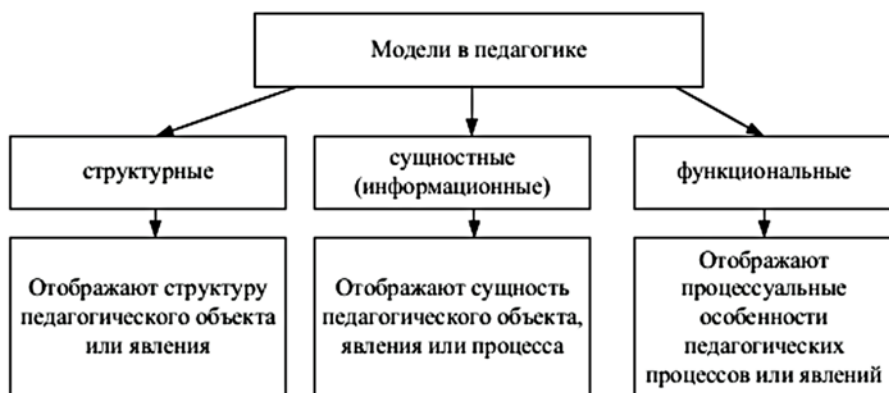 Модели в педагогике
структурные
сущностные
(информационные)
функциональные
Отображают структуру
педагогического объекта
или явления
Отображают сущность
педагогического объекта,
явления или процесса
Отображают
процессуальные
особенности
педагогических
процессов или явлений